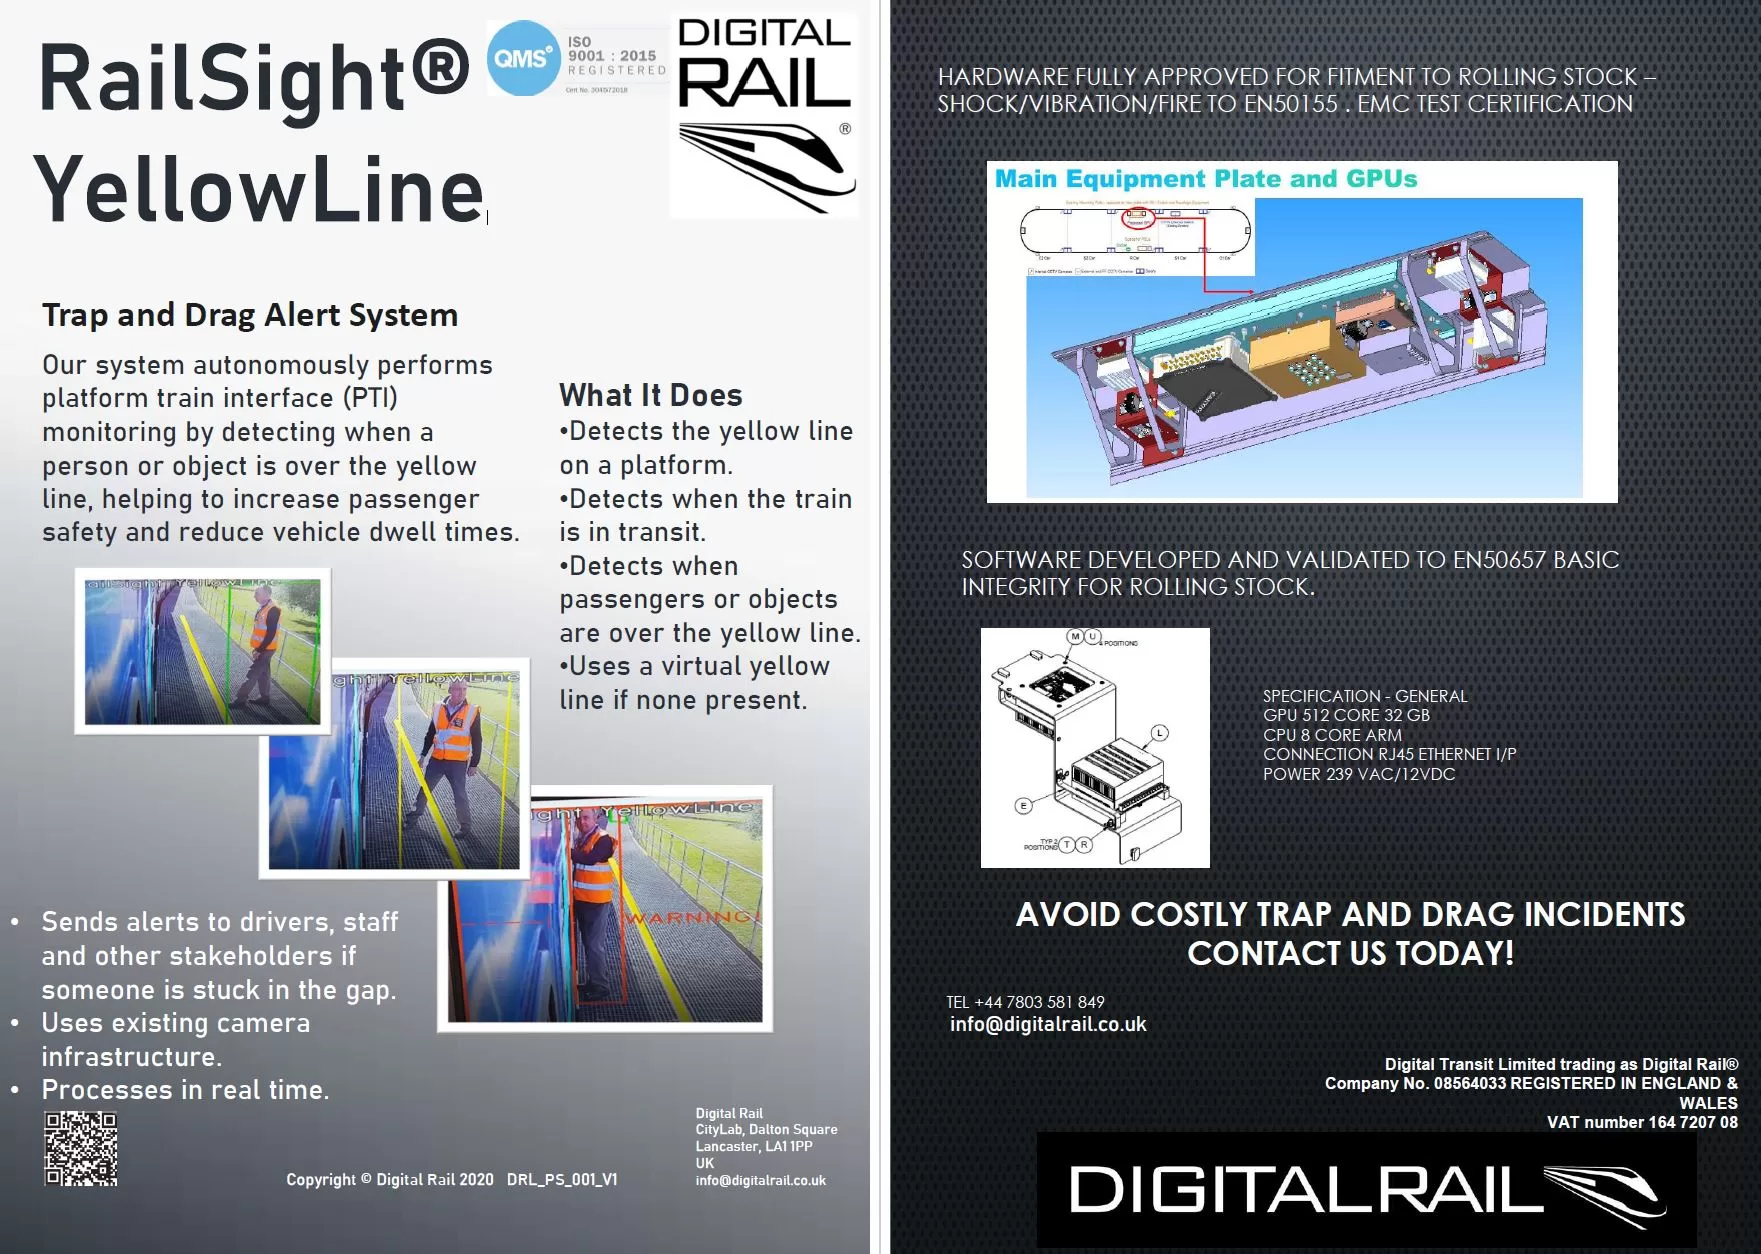 RailSight®
YellowLine
QMS
ISO
9001 : 2015
REGISTERED
DIGITAL
RAIL
®
Trap and Drag Alert System
Our system autonomously performs
platform train interface (PTI)
monitoring by detecting when a
person or object is over the yellow
line, helping to increase passenger
safety and reduce vehicle dwell times.
What It Does
•Detects the yellow line
on a platform.
•Detects when the train
is in transit.
•Detects when
passengers or objects
are over the yellow line.
•Uses a virtual yellow
line if none present.
ailSight YellowLine
ght YellowLine
ight YellowLine
WARNING!
• Sends alerts to drivers, staff
and other stakeholders if
someone is stuck in the gap.
• Uses existing camera
infrastructure.
• Processes in real time.
Digital Rail
CityLab, Dalton Square
Lancaster, LA1 1PP
UK
info@digitalrail.co.uk
Copyright © Digital Rail 2020 DRL_PS_001_V1
HARDWARE FULLY APPROVED FOR FITMENT TO ROLLING STOCK –
SHOCK/VIBRATION/FIRE TO EN50155 . EMC TEST CERTIFICATION
Main Equipment Plate and GPUs
SOFTWARE DEVELOPED AND VALIDATED TO EN50657 BASIC
INTEGRITY FOR ROLLING STOCK.
M U
POSITIONS
L
E
TYP 2
POSITIONS T R
SPECIFICATION - GENERAL
GPU 512 CORE 32 GB
CPU 8 CORE ARM
CONNECTION RJ45 ETHERNET I/P
POWER 239 VAC/12VDC
AVOID COSTLY TRAP AND DRAG INCIDENTS
CONTACT US TODAY!
TEL +44 7803 581 849
info@digitalrail.co.uk
Digital Transit Limited trading as Digital Rail®
Company No. 08564033 REGISTERED IN ENGLAND &
WALES
VAT number 164 7207 08
DIGITALRAIL